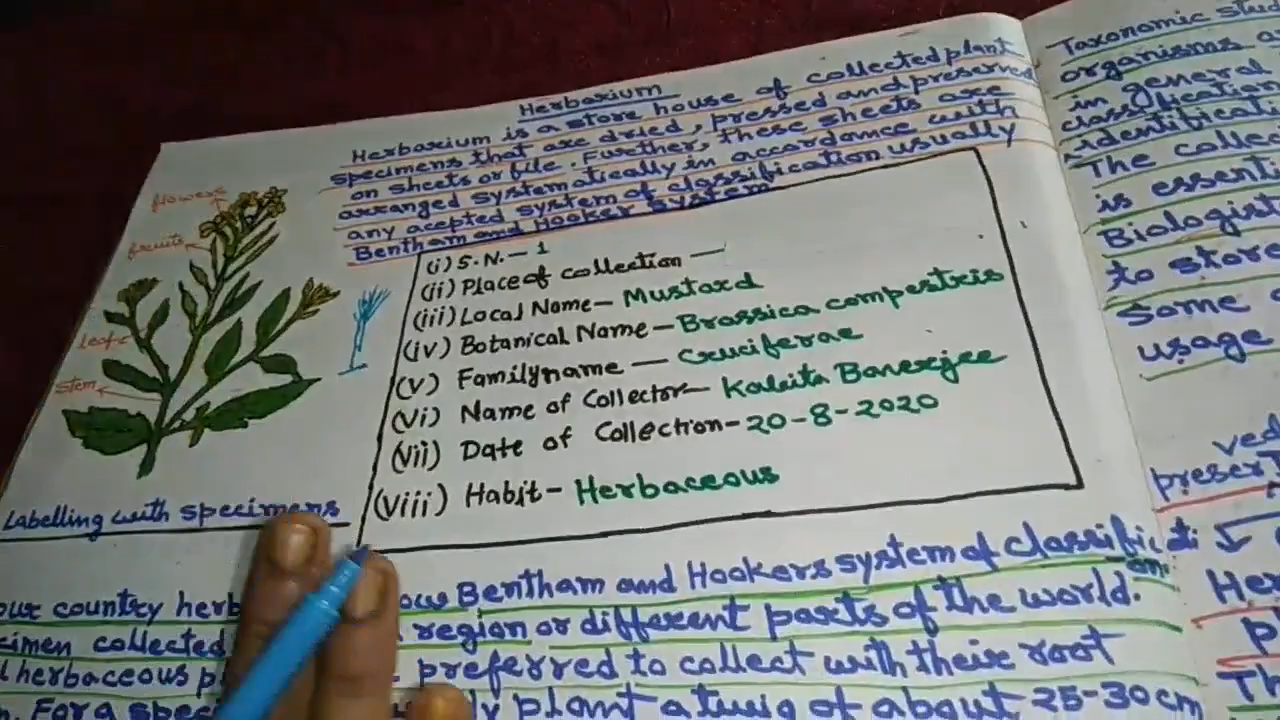 Herbarium
Herbarium is a store house of collected plant
specimens that are dried, pressed and preserved
on sheets or file. Further, these sheets are
arranged systematically in accordance with
any acepted system of classification usually
Bentham and Hooker System
flowers
fruits
leaf
stem
Labelling with specimens
(i) S.N. - 1
(ii) Place of collection —
(iii) Local Name - Mustard
(iv) Botanical Name - Brassica compestris
(v) Family name — Cruciferae
(vi) Name of Collector - Banerjee
(vii) Date of Collection - 20-8-2020
(viii) Habit - Herbaceous
our country Bentham and Hookers system of classification
collected region or different parts of the world.
herbaceous preferred to collect with their root
For a plant a twig of about 25-30 cm
Taxonomic
organisms
in general
classification
The
is
Biologist
to store
Some
usage